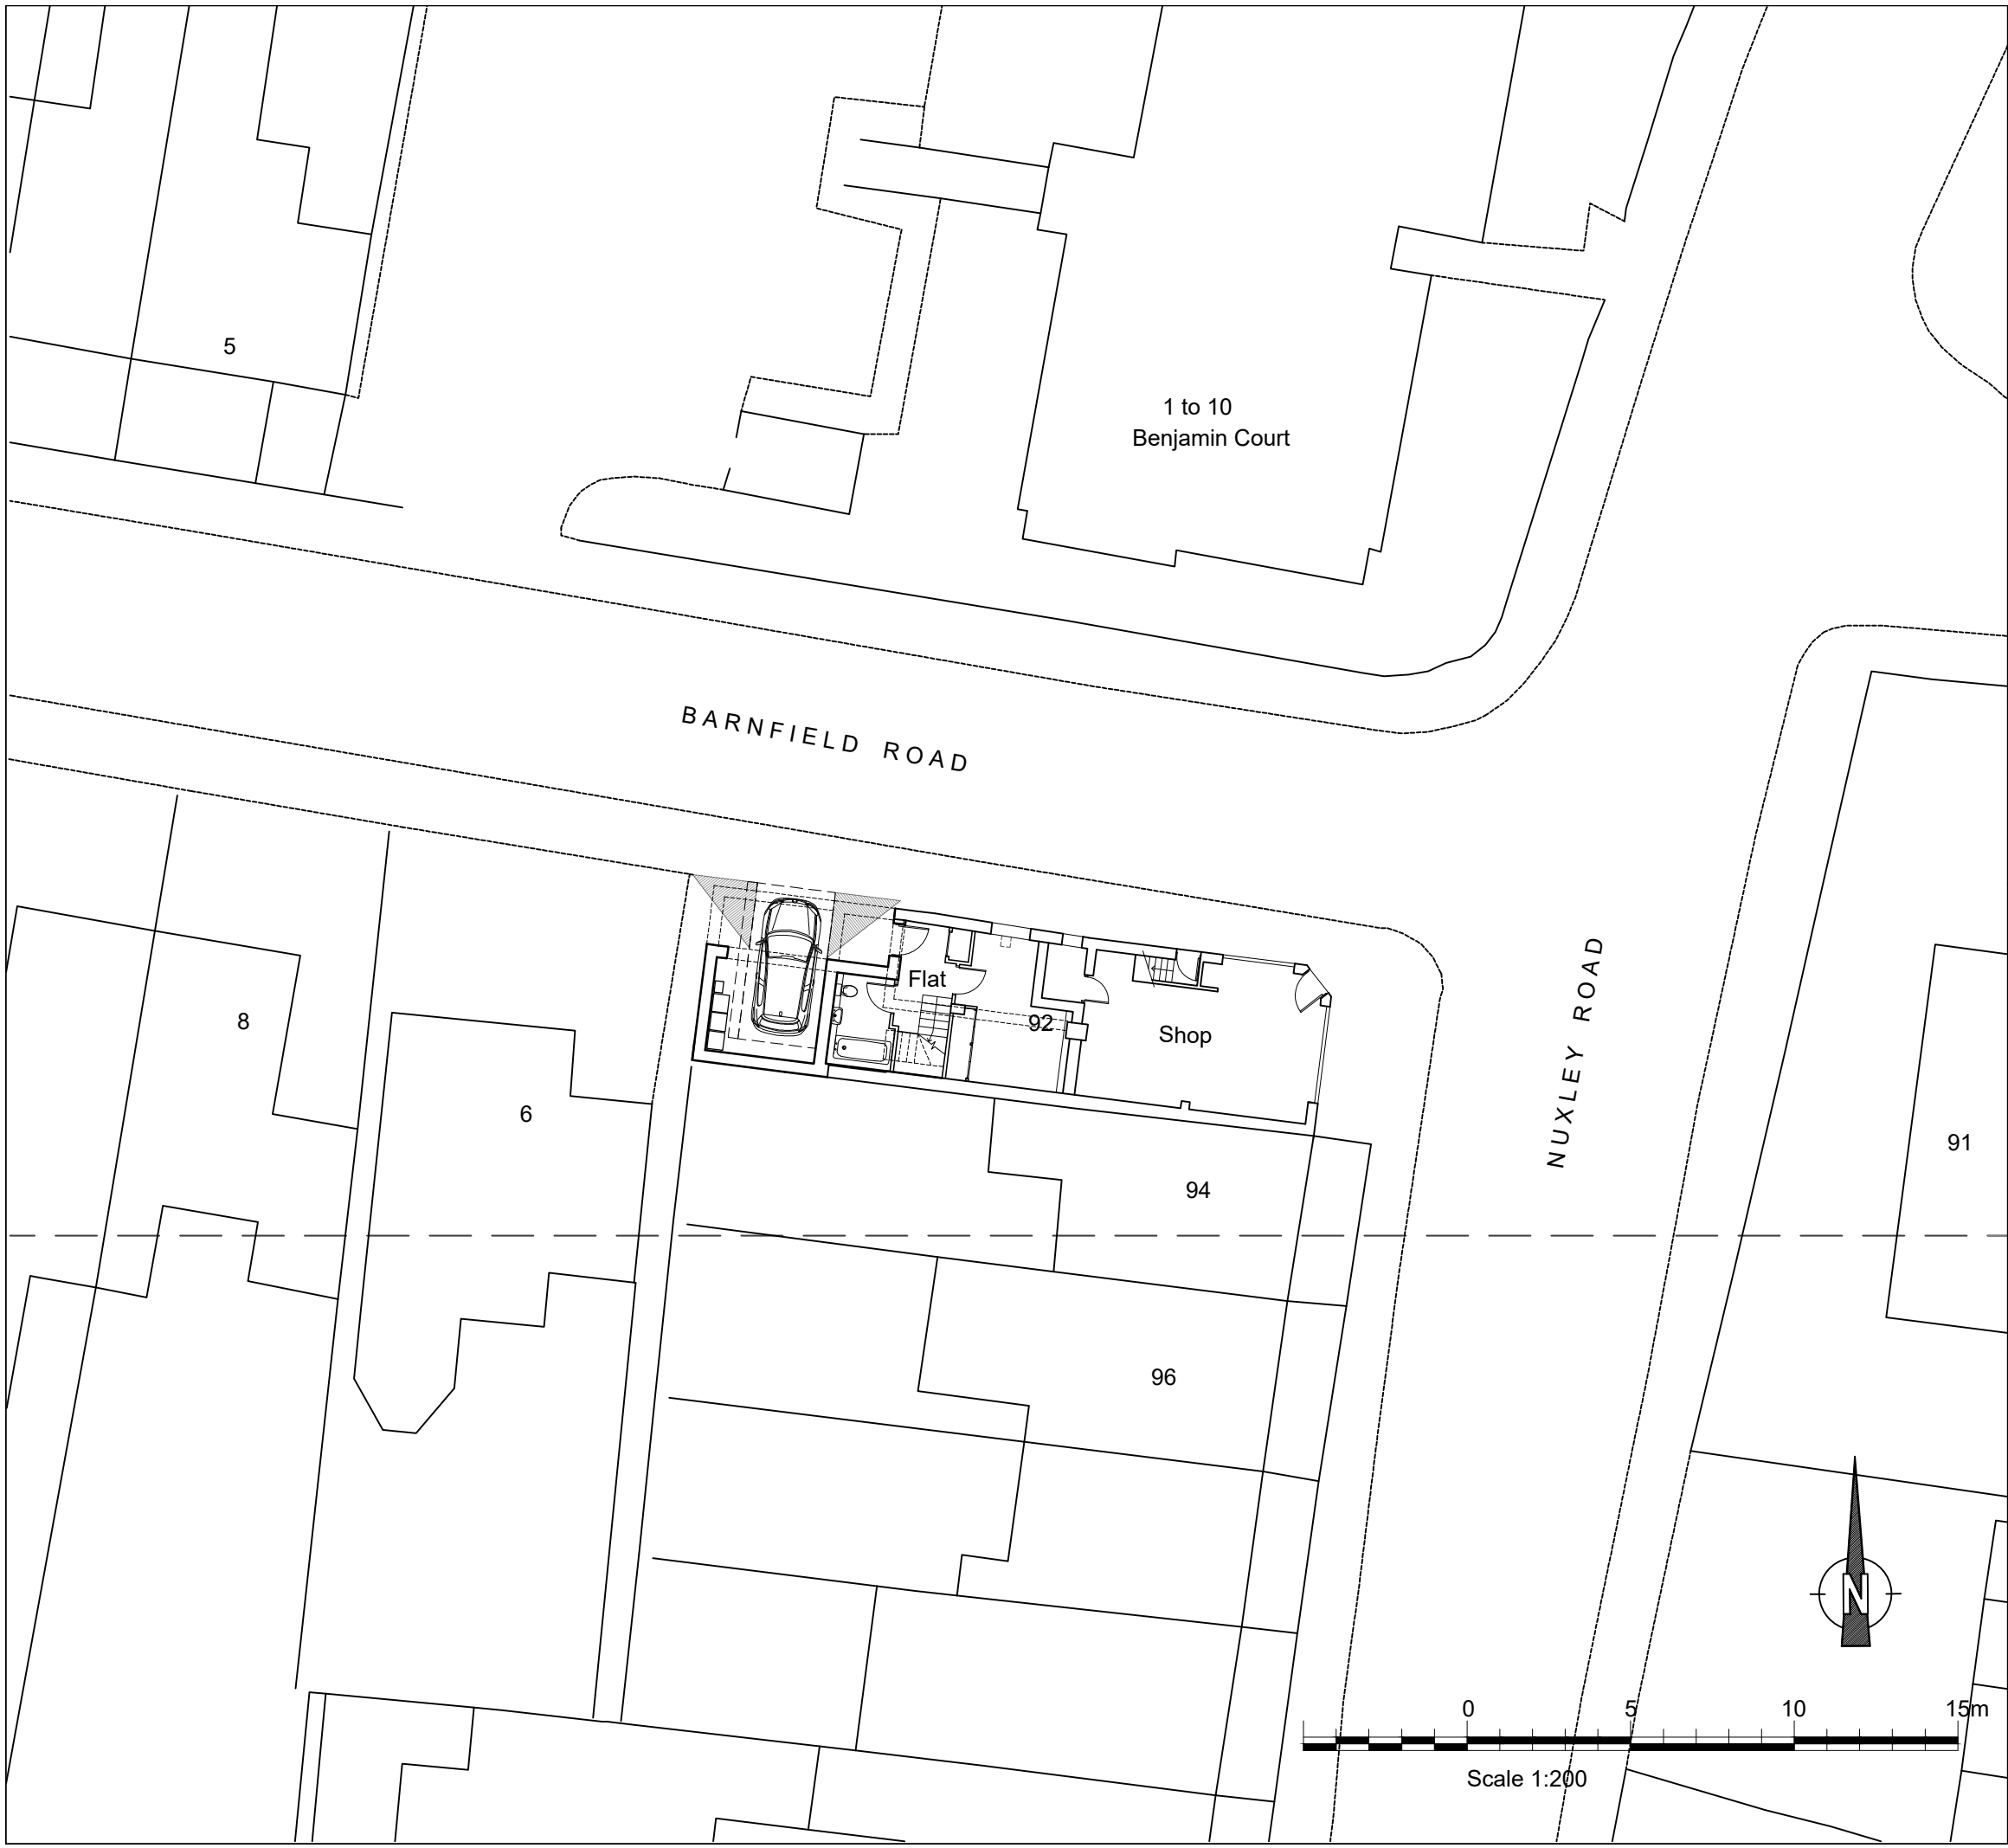 5
1 to 10
Benjamin Court
BARNFIELD ROAD
Flat
92
Shop
8
6
NUXLEY ROAD
91
94
96
N
0 5 10 15m
Scale 1:200